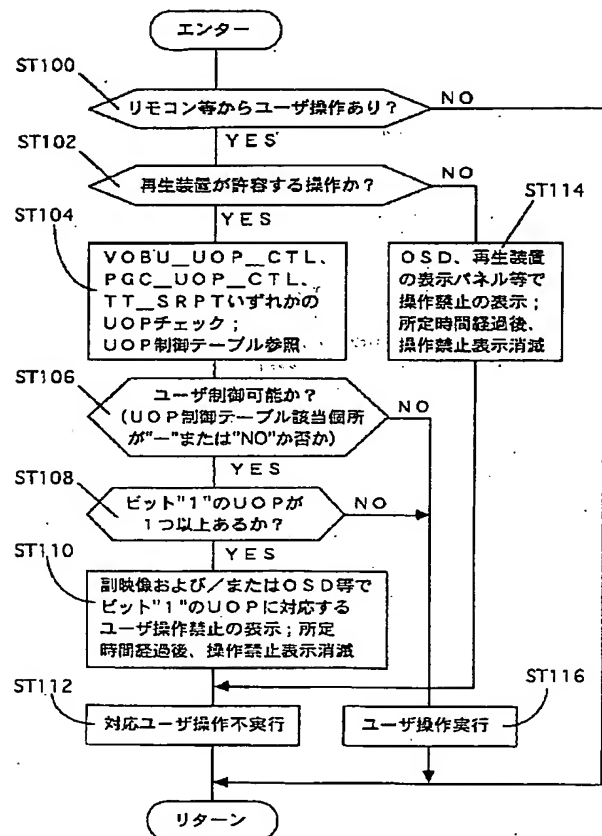 エンター
ST100
リモコン等からユーザ操作あり?
NO
YES
ST102
再生装置が許容する操作か?
NO
YES
ST104
VOBU_UOP_CTL、
PGC_UOP_CTL、
TT_SRPTいずれかの
UOPチェック;
UOP制御テーブル参照
ST114
OSD、再生装置
の表示パネル等で
操作禁止の表示;
所定時間経過後、
操作禁止表示消滅
ST106
ユーザ制御可能か?
(UOP制御テーブル該当個所
が"ー"または"NO"か否か)
NO
YES
ST108
ビット"1"のUOPが
1つ以上あるか?
NO
YES
ST110
副映像および/またはOSD等で
ビット"1"のUOPに対応する
ユーザ操作禁止の表示;所定
時間経過後、操作禁止表示消滅
ST112
対応ユーザ操作不実行
ST116
ユーザ操作実行
リターン